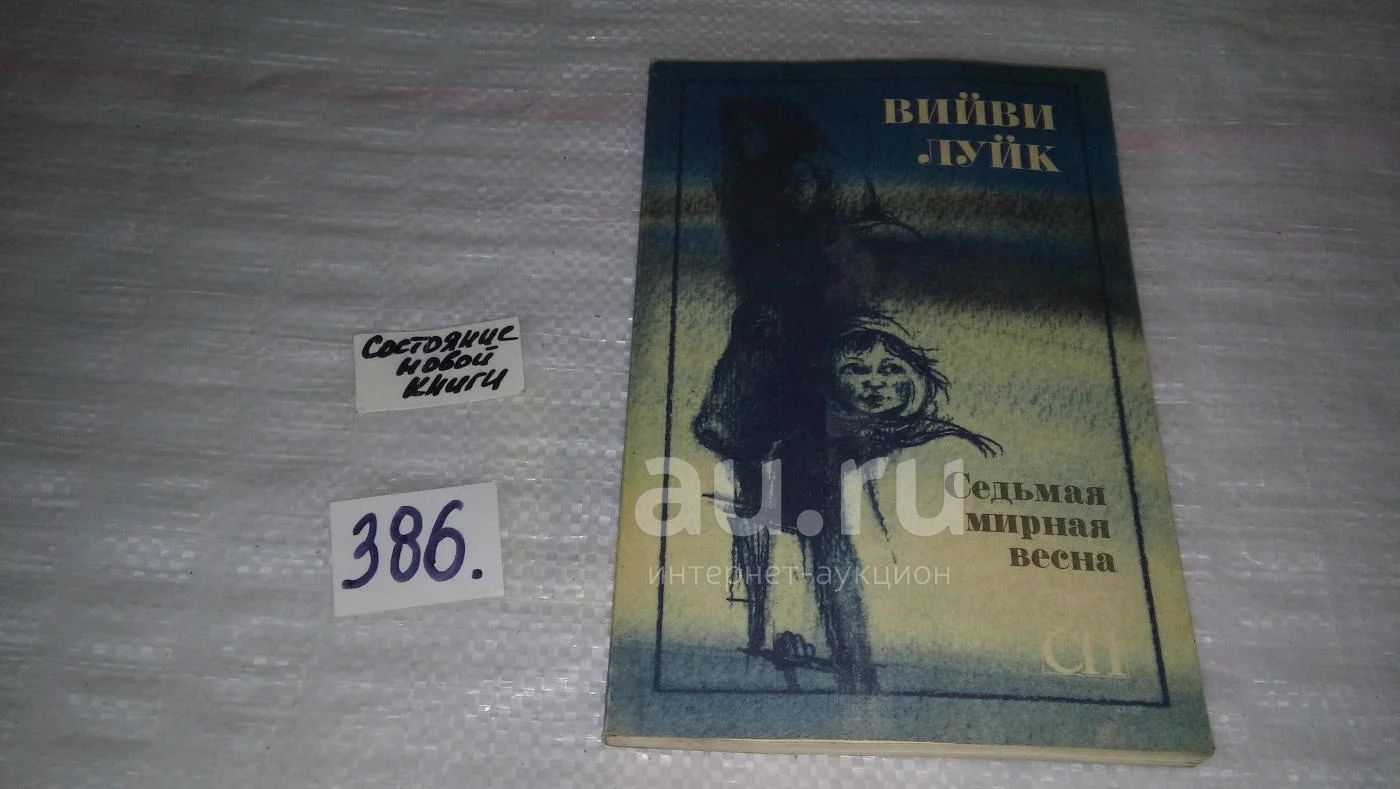 ВИЙВИ
ЛУЙК
Состояние
новой
книги
386.
au.ru
интернет-аукцион
Седьмая
мирная
весна
СП